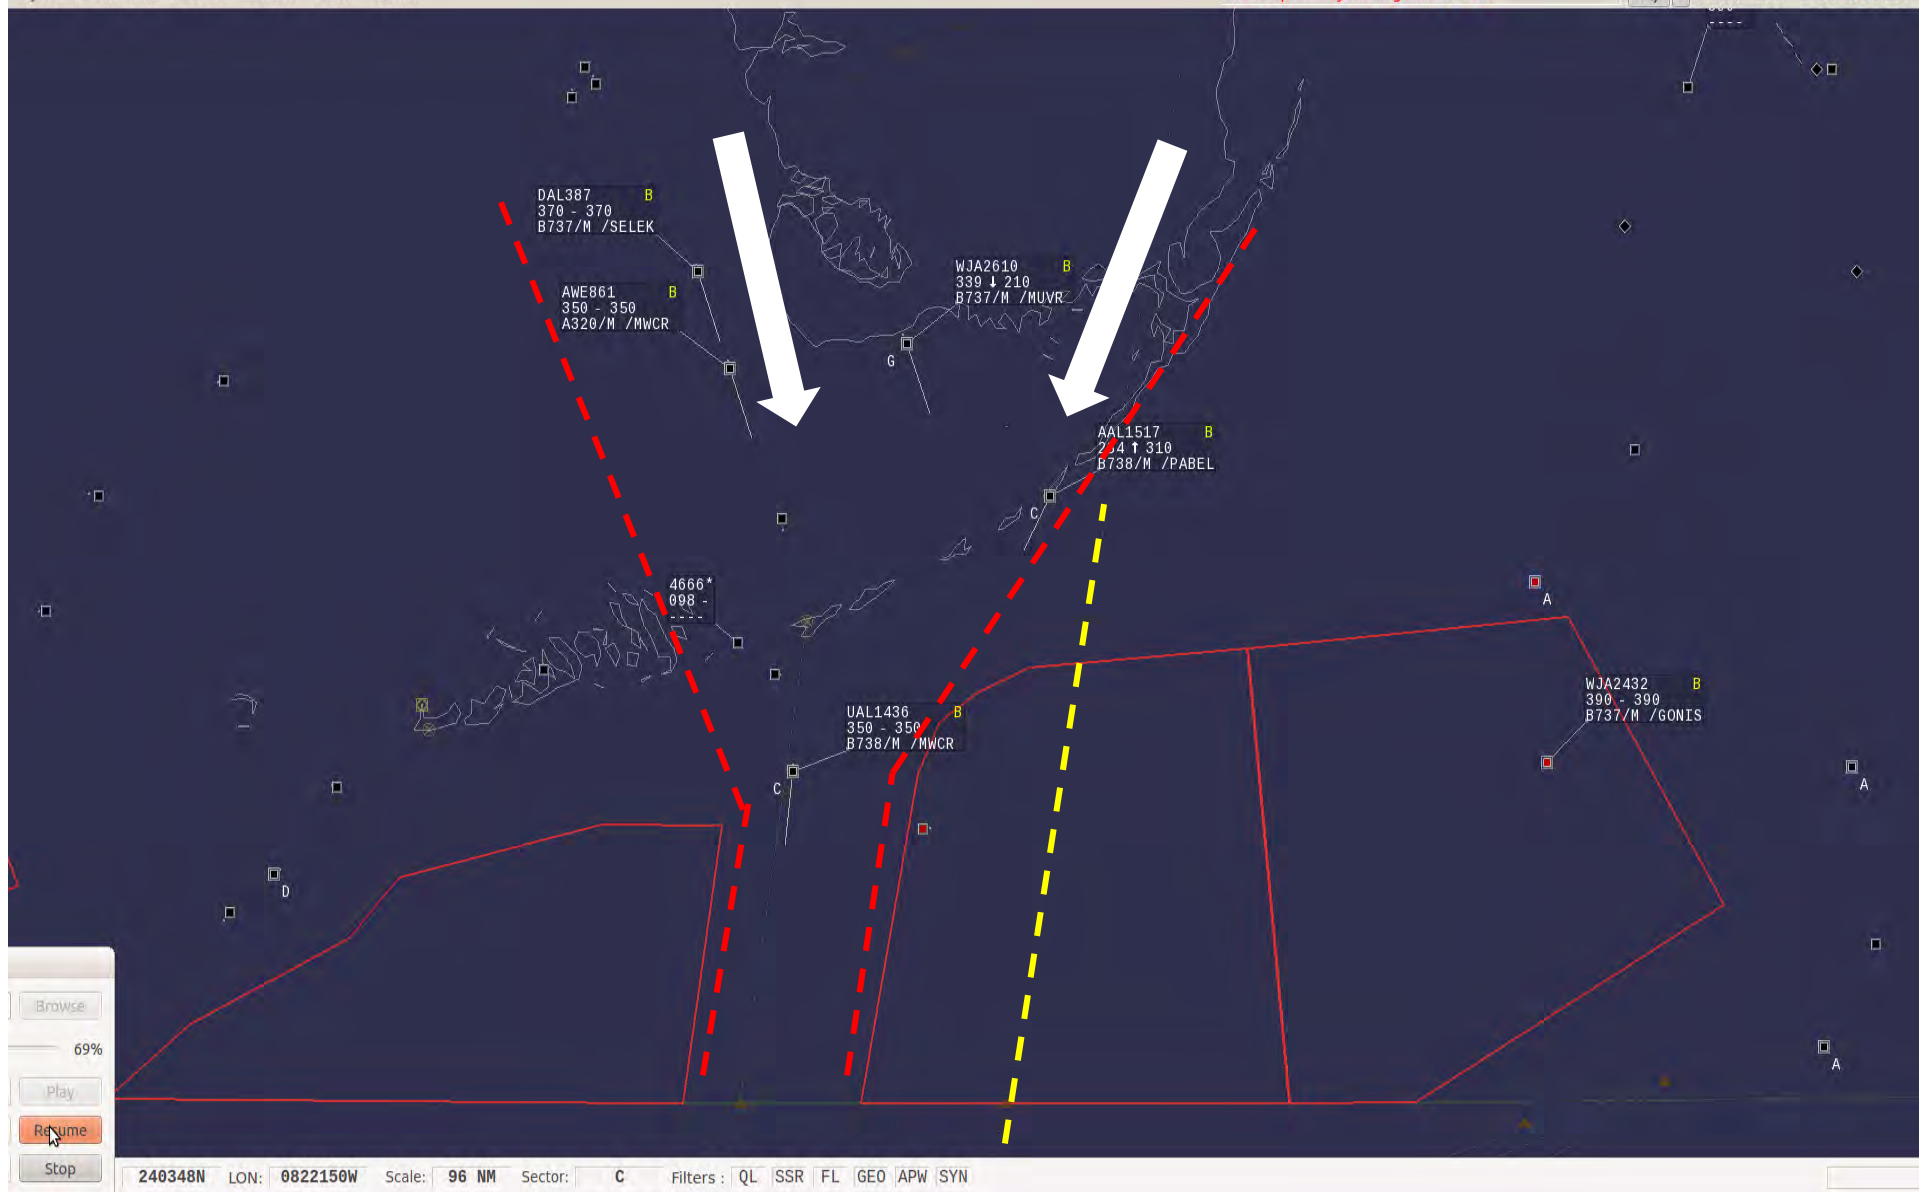 DAL387 B
370 - 370
B737/M /SELEK
AWE861 B
350 - 350
A320/M /MWCR
WJA2610 B
339 ↓ 210
B737/M /MUVR
G
AAL1517 B
284 ↑ 310
B738/M /PABEL
C
4666*
098 -
----
A
UAL1436 B
350 - 350
B738/M /MWCR
C
WJA2432 B
390 - 390
B737/M /GONIS
A
D
A
Browse
69%
Play
Resume
Stop
240348N LON: 0822150W Scale: 96 NM Sector: C Filters : QL SSR FL GEO APW SYN